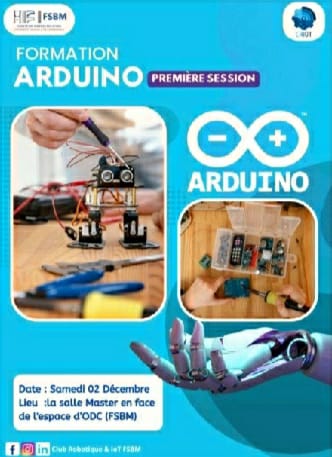 FSBM
FORMATION
ARDUINO PREMIÈRE SESSION
ARDUINO
Date : Samedi 02 Décembre
Lieu :la salle Master en face
de l'espace d'ODC (FSBM)
Club Robotique & IoT FSBM